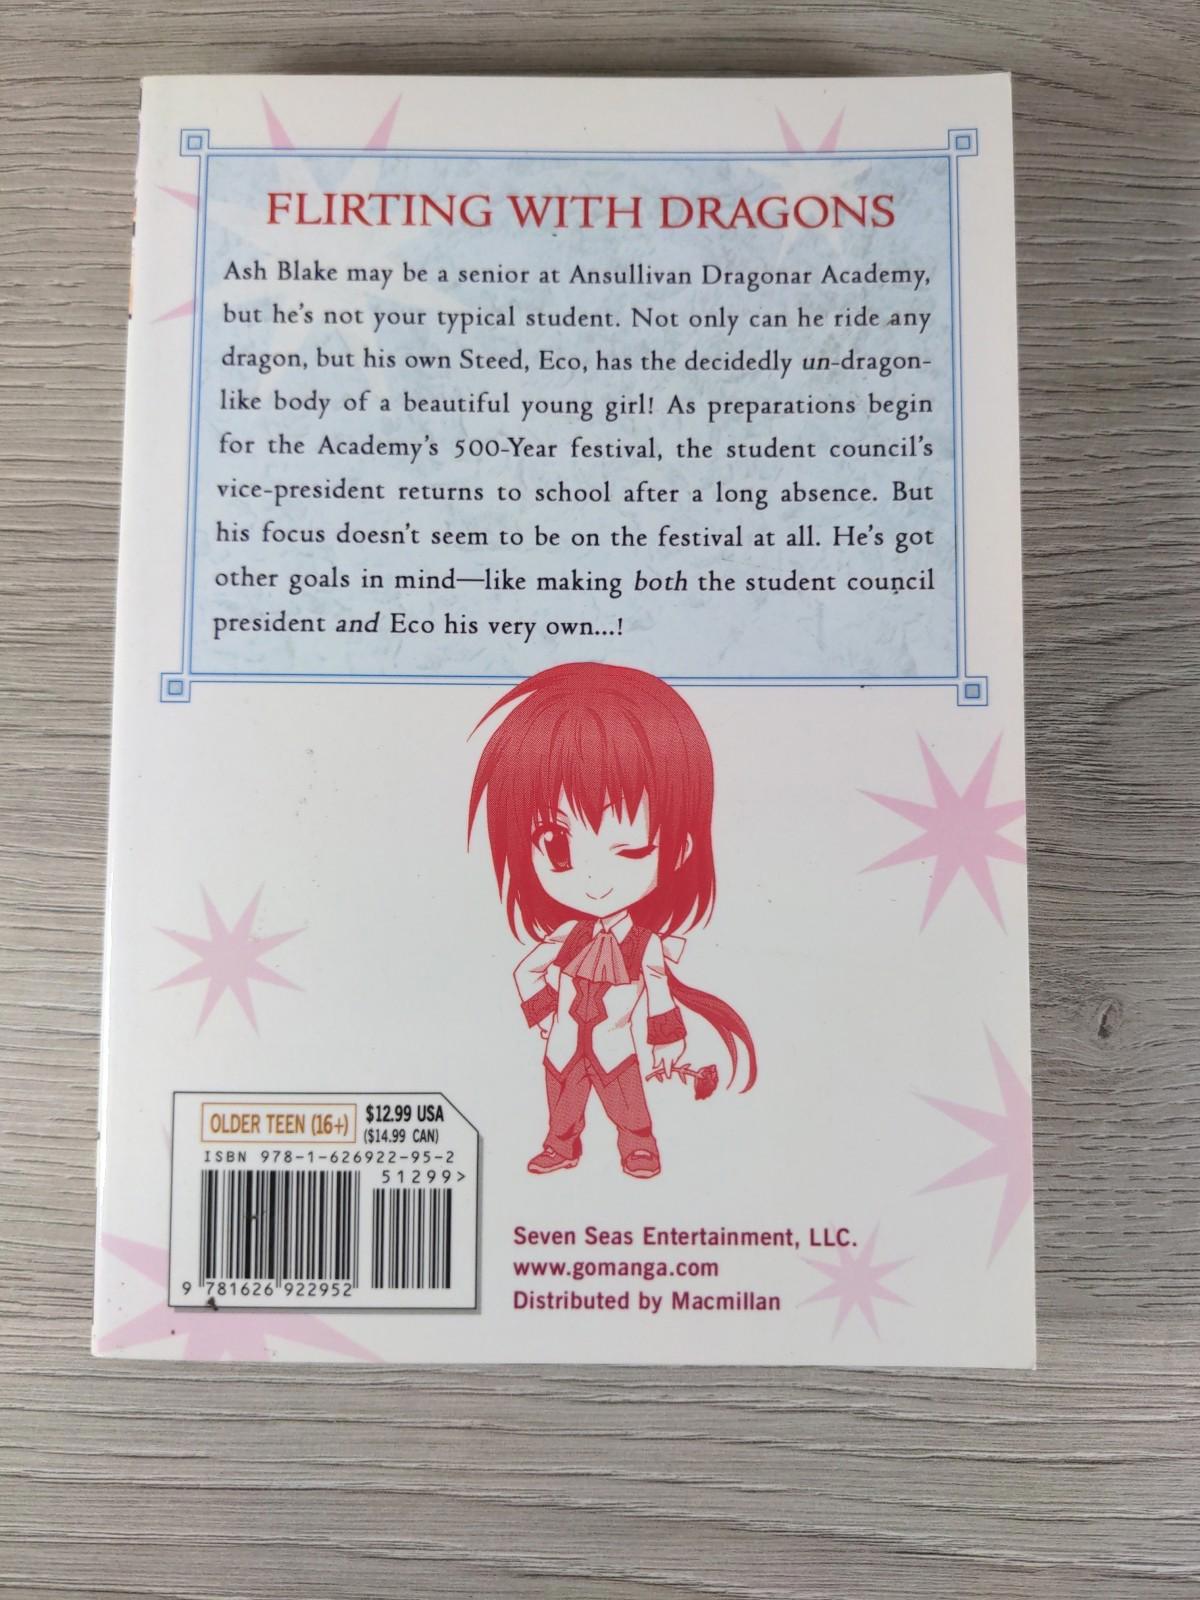 FLIRTING WITH DRAGONS
Ash Blake may be a senior at Ansullivan Dragonar Academy,
but he's not your typical student. Not only can he ride any
dragon, but his own Steed, Eco, has the decidedly un-dragon-
like body of a beautiful young girl! As preparations begin
for the Academy's 500-Year festival, the student council's
vice-president returns to school after a long absence. But
his focus doesn't seem to be on the festival at all. He's got
other goals in mind—like making both the student council
president and Eco his very own...!
OLDER TEEN (16+)
$12.99 USA
($14.99 CAN)
ISBN 978-1-626922-95-2
51299>
9 781626 922952
Seven Seas Entertainment, LLC.
www.gomanga.com
Distributed by Macmillan